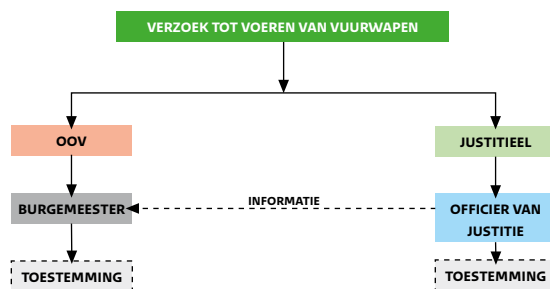 VERZOEK TOT VOEREN VAN VUURWAPEN
OOV
JUSTITIEEL
BURGEMEESTER
INFORMATIE
OFFICIER VAN
JUSTITIE
TOESTEMMING
TOESTEMMING